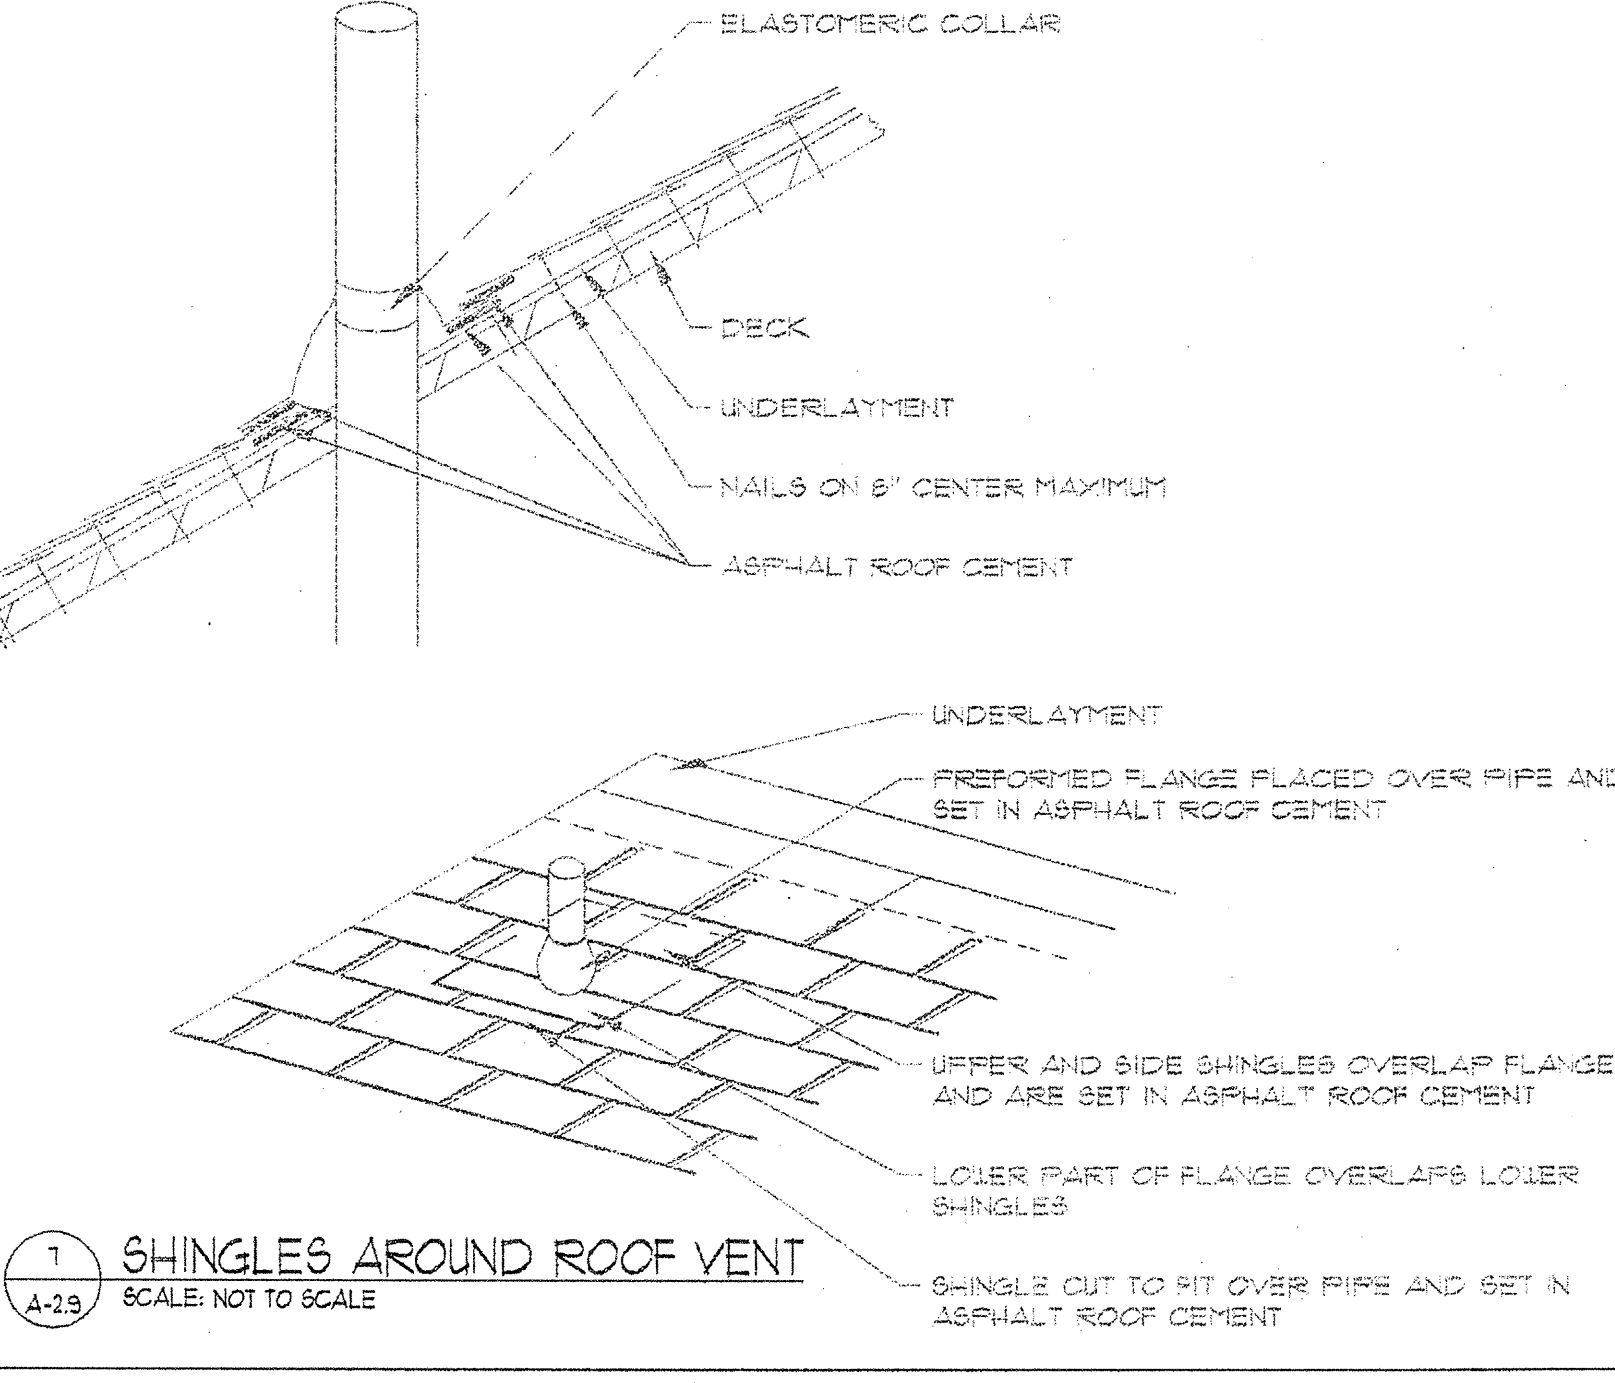 ELASTOMERIC COLLAR
DECK
UNDERLAYMENT
NAILS ON 8" CENTER MAXIMUM
ASPHALT ROOF CEMENT
UNDERLAYMENT
PREFORMED FLANGE PLACED OVER PIPE AND
SET IN ASPHALT ROOF CEMENT
UPPER AND SIDE SHINGLES OVERLAP FLANGE
AND ARE SET IN ASPHALT ROOF CEMENT
LOWER PART OF FLANGE OVERLAPS LOWER
SHINGLES
SHINGLE CUT TO FIT OVER PIPE AND SET IN
ASPHALT ROOF CEMENT
7
A-2.9
SHINGLES AROUND ROOF VENT
SCALE: NOT TO SCALE